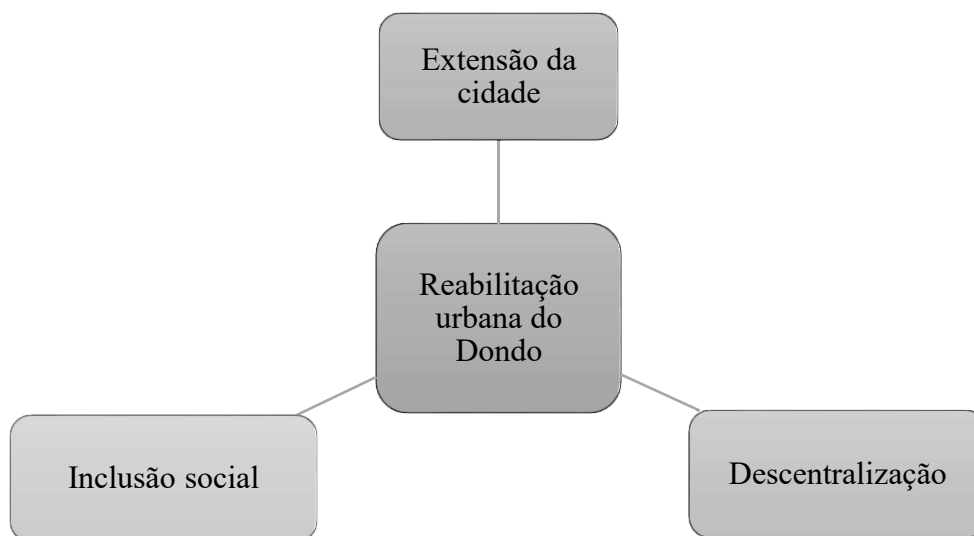 Extensão da
cidade
Reabilitação
urbana do
Dondo
Inclusão social
Descentralização